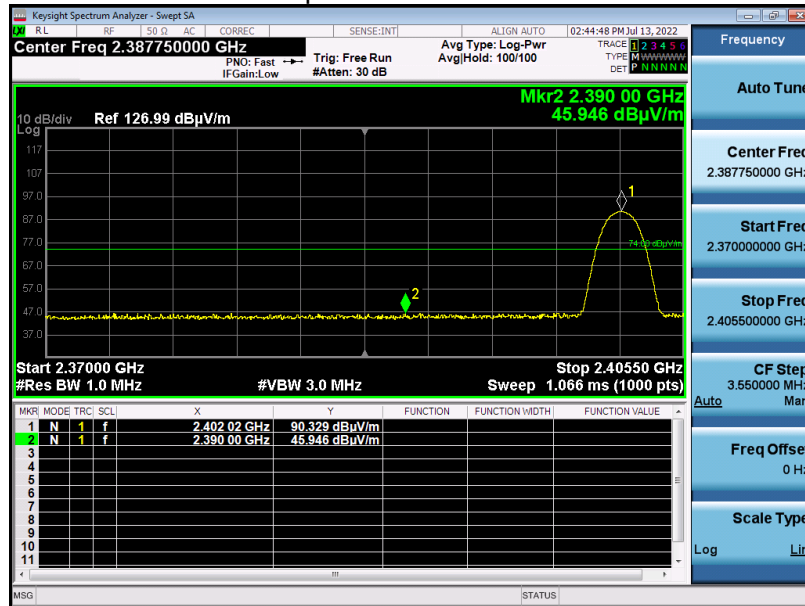 Keysight Spectrum Analyzer - Swept SA
RL RF 50 Ω AC CORREC SENSE:INT ALIGN AUTO 02:44:48 PM Jul 13, 2022
Center Freq 2.387750000 GHz
PNO: Fast Trig: Free Run Avg Type: Log-Pwr TRACE 1 2 3 4 5 6
IFGain:Low #Atten: 30 dB Avg|Hold: 100/100 TYPE M WWWWW
DET P N N N N N
Mkr2 2.390 00 GHz
10 dB/div Ref 126.99 dBµV/m 45.946 dBµV/m
Log
117
107
97.0
1
87.0
77.0
74.00 dBµV/m
67.0
57.0
2
47.0
37.0
Start 2.37000 GHz Stop 2.40550 GHz
#Res BW 1.0 MHz #VBW 3.0 MHz Sweep 1.066 ms (1000 pts)
MKR MODE TRC SCL X Y FUNCTION FUNCTION WIDTH FUNCTION VALUE
1 N 1 f 2.402 02 GHz 90.329 dBµV/m
2 N 1 f 2.390 00 GHz 45.946 dBµV/m
3
4
5
6
7
8
9
10
11
MSG STATUS
Frequency
Auto Tune
Center Freq
2.387750000 GHz
Start Freq
2.370000000 GHz
Stop Freq
2.405500000 GHz
CF Step
3.550000 MHz
Auto Man
Freq Offset
0 Hz
Scale Type
Log Lin